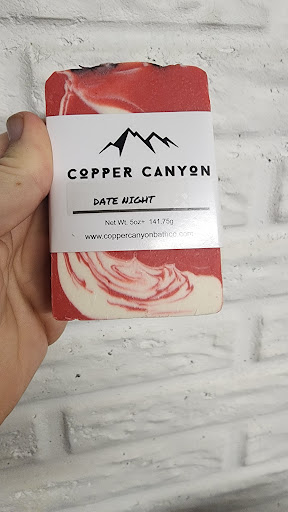 COPPER CANYON
DATE NIGHT
Net Wt. 5oz+ 141.75g